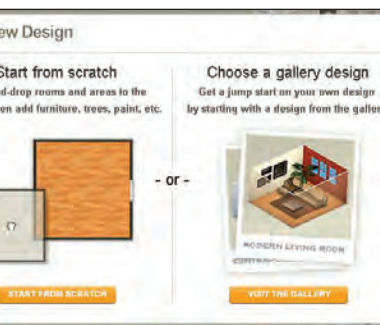 ew Design
Start from scratch
d-drop rooms and areas to the
en add furniture, trees, paint, etc.
START FROM SCRATCH
- or -
Choose a gallery design
Get a jump start on your own design
by starting with a design from the galler
MODERN LIVING ROOM
VISIT THE GALLERY